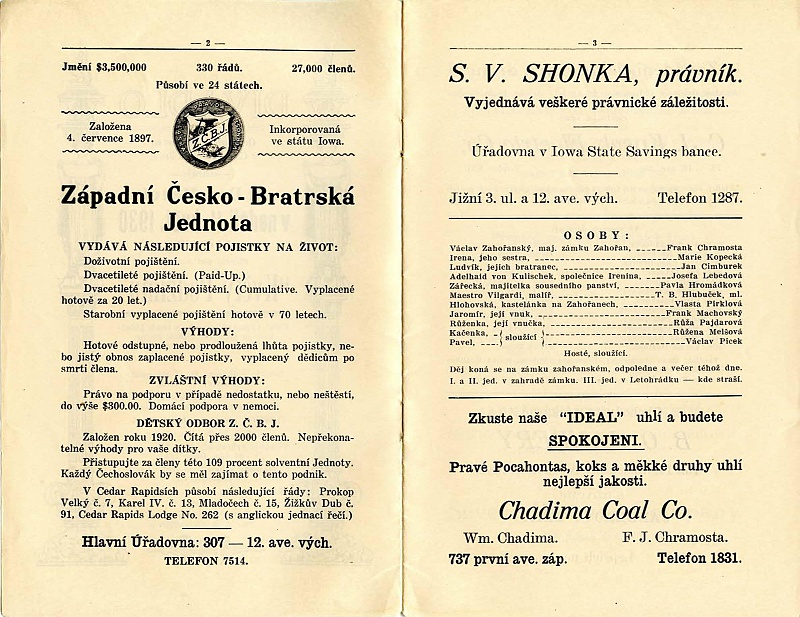 — 2 —
Jmění $3,500,000 330 řádů. 27,000 členů.
Působí ve 24 státech.
Založena
4. července 1897.
Z.C.B.J.
Inkorporovaná
ve státu Iowa.
Západní Česko-Bratrská
Jednota
VYDÁVÁ NÁSLEDUJÍCÍ POJISTKY NA ŽIVOT:
Doživotní pojištění.
Dvacetileté pojištění. (Paid-Up.)
Dvacetileté nadační pojištění. (Cumulative. Vyplacené
hotově za 20 let.)
Starobní vyplacené pojištění hotově v 70 letech.
VÝHODY:
Hotové odstupné, nebo prodloužená lhůta pojistky, ne-
bo jistý obnos zaplacené pojistky, vyplacený dědicům po
smrti člena.
ZVLÁŠTNÍ VÝHODY:
Právo na podporu v případě nedostatku, nebo neštěstí,
do výše $300.00. Domácí podpora v nemoci.
DĚTSKÝ ODBOR Z. Č. B. J.
Založen roku 1920. Čítá přes 2000 členů. Nepřekona-
telné výhody pro vaše dítky.
Přistupujte za členy této 109 procent solventní Jednoty.
Každý Čechoslovák by se měl zajímat o tento podnik.
V Cedar Rapidsích působí následující řády: Prokop
Velký č. 7, Karel IV. č. 13, Mladočech č. 15, Žižkův Dub č.
91, Cedar Rapids Lodge No. 262 (s anglickou jednací řečí.)
Hlavní Úřadovna: 307 — 12. ave. vých.
TELEFON 7514.
— 3 —
S. V. SHONKA, právník.
Vyjednává veškeré právnické záležitosti.
Úřadovna v Iowa State Savings bance.
Jižní 3. ul. a 12. ave. vých. Telefon 1287.
OSOBY:
Václav Zahořanský, maj. zámku Zahořan, Frank Chramosta
Irena, jeho sestra, Marie Kopecká
Ludvík, jejich bratranec, Jan Cimburek
Adelhaid von Kulischek, společnice Irenina, Josefa Lebedová
Zářecká, majitelka sousedního panství, Pavla Hromádková
Maestro Vilgardi, malíř, T. B. Hlubuček, ml.
Hlohovská, kastelánka na Zahořanech, Vlasta Pirklová
Jaromír, její vnuk, Frank Machovský
Růženka, její vnučka, Růža Pajdarová
Kačenka, Růžena Melšová
sloužící
Pavel, Václav Picek
Hosté, sloužící.
Děj koná se na zámku zahořanském, odpoledne a večer téhož dne.
I. a II. jed. v zahradě zámku. III. jed. v Letohrádku — kde straší.
Zkuste naše "IDEAL" uhlí a budete
SPOKOJENI.
Pravé Pocahontas, koks a měkké druhy uhlí
nejlepší jakosti.
Chadima Coal Co.
Wm. Chadima. F. J. Chramosta.
737 první ave. záp. Telefon 1831.